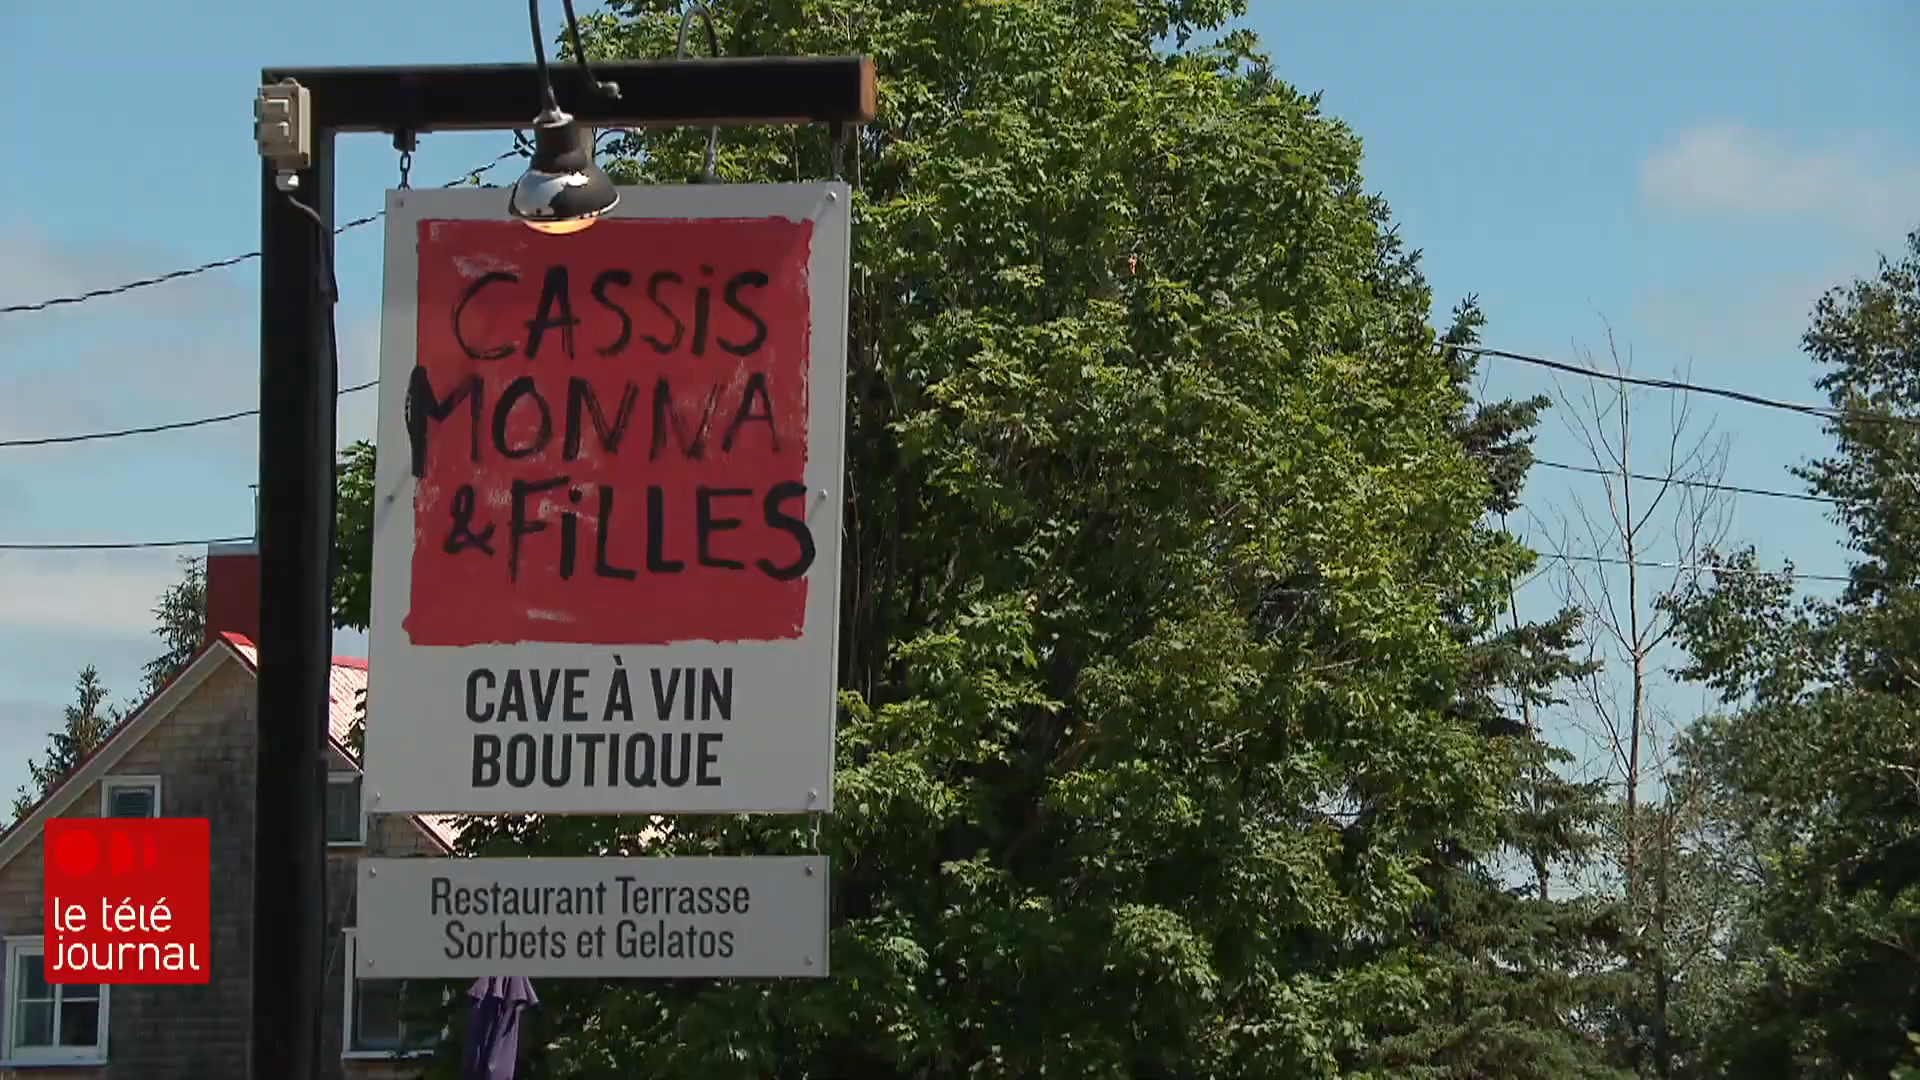 CASSiS
MONNA
& FiLLES
CAVE À VIN
BOUTIQUE
Restaurant Terrasse
Sorbets et Gelatos
le télé
journal